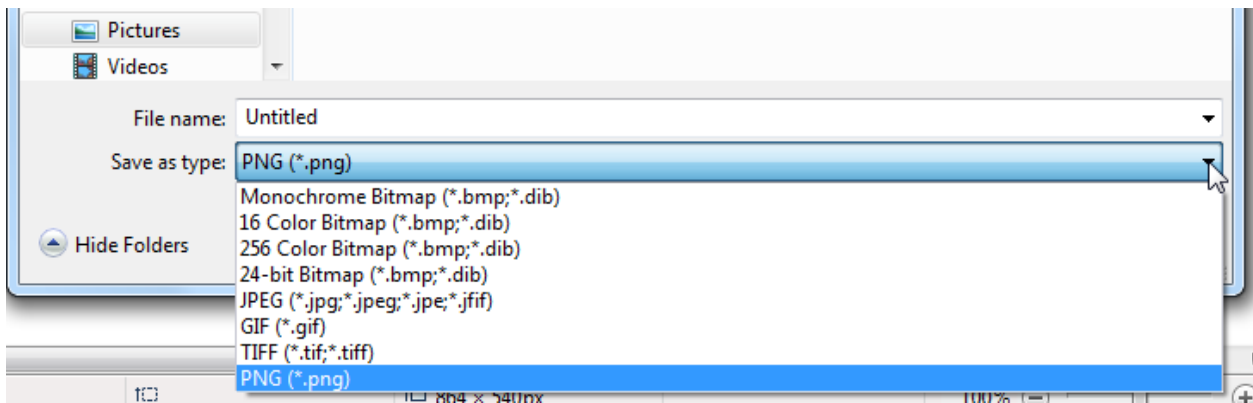 Pictures
Videos
File name: Untitled
Save as type: PNG (*.png)
Monochrome Bitmap (*.bmp;*.dib)
16 Color Bitmap (*.bmp;*.dib)
256 Color Bitmap (*.bmp;*.dib)
Hide Folders
24-bit Bitmap (*.bmp;*.dib)
JPEG (*.jpg;*.jpeg;*.jpe;*.jfif)
GIF (*.gif)
TIFF (*.tif;*.tiff)
PNG (*.png)
864 × 540px 100%